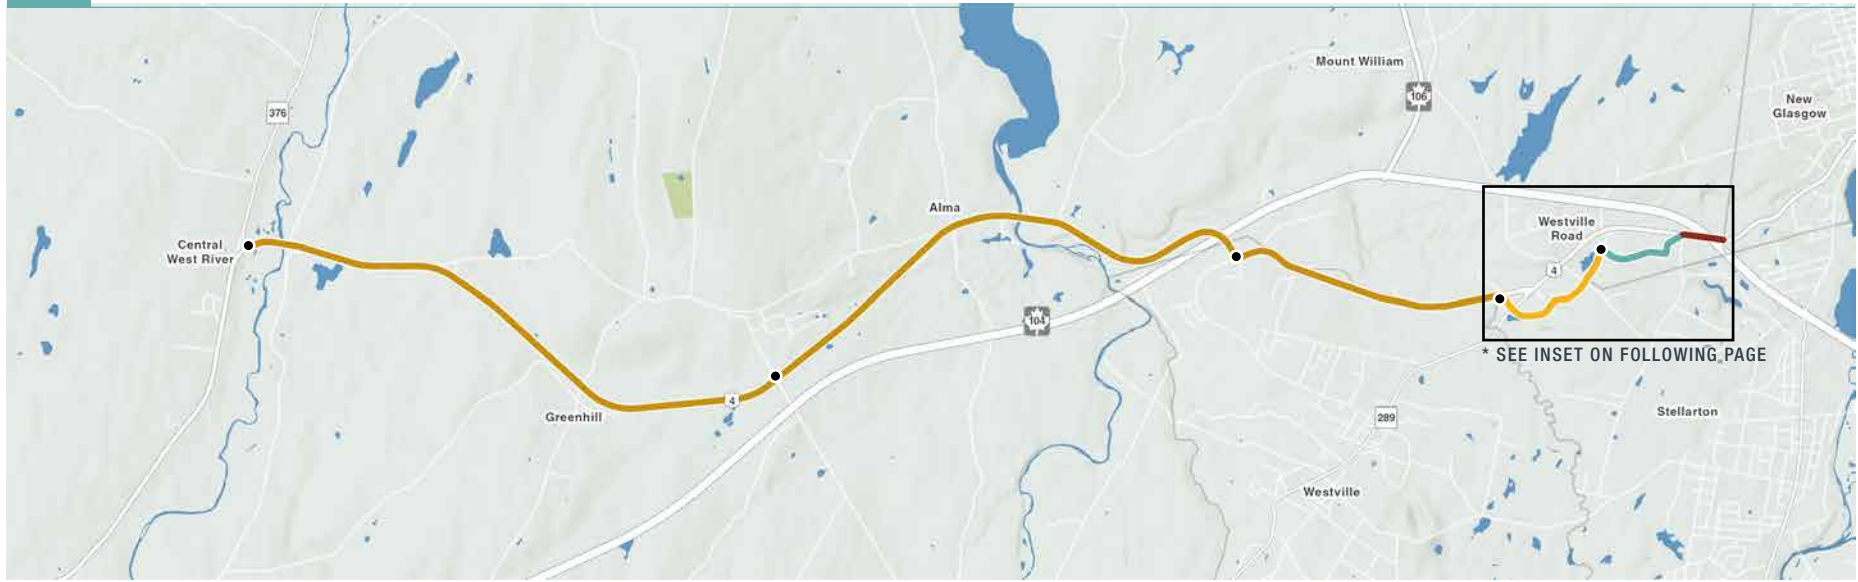 Mount William
106
New
Glasgow
376
Alma
Westville
Road
Central
West River
4
104
* SEE INSET ON FOLLOWING PAGE
4
Greenhill
289
Stellarton
Westville